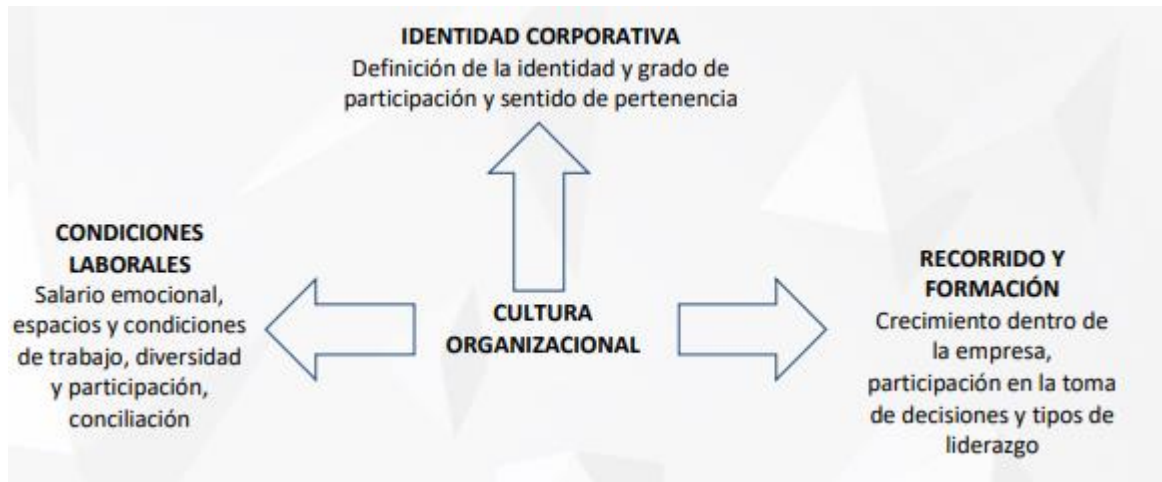 IDENTIDAD CORPORATIVA
Definición de la identidad y grado de
participación y sentido de pertenencia
CONDICIONES
LABORALES
Salario emocional,
espacios y condiciones
de trabajo, diversidad
y participación,
conciliación
CULTURA
ORGANIZACIONAL
RECORRIDO Y
FORMACIÓN
Crecimiento dentro de
la empresa,
participación en la toma
de decisiones y tipos de
liderazgo